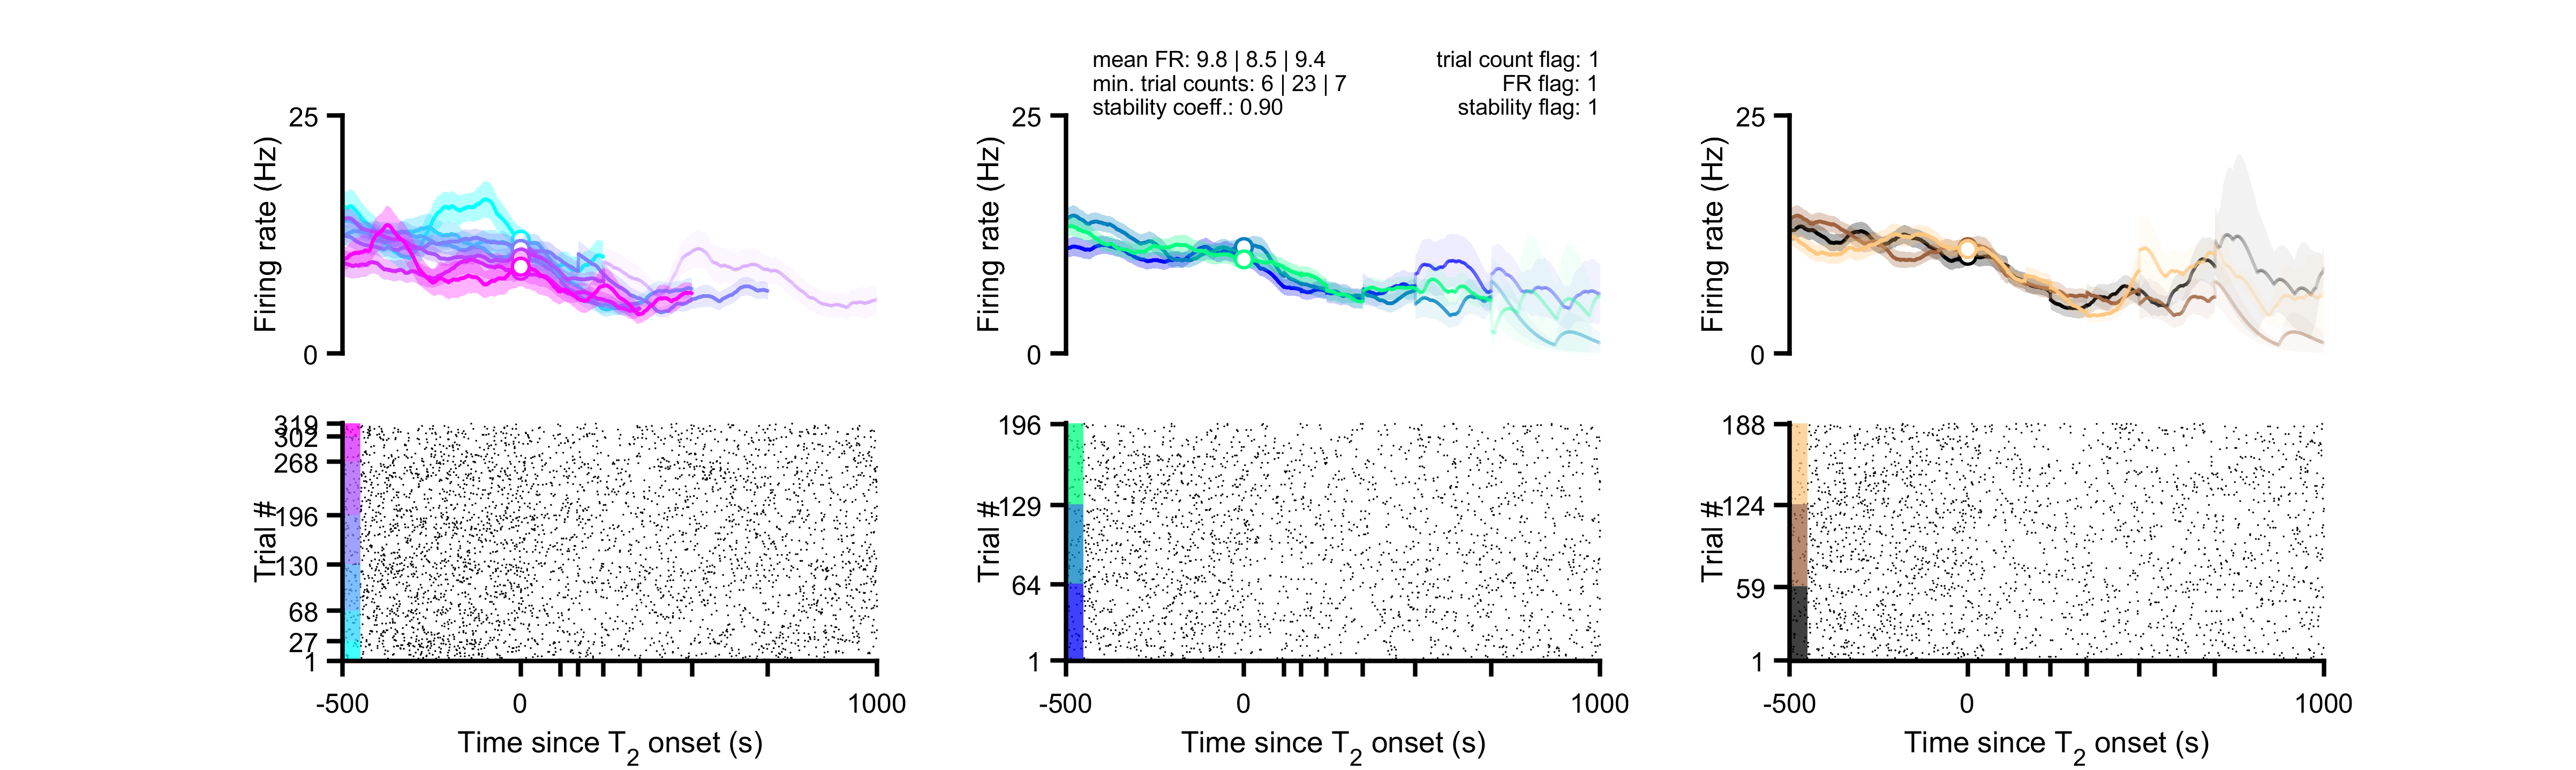 mean FR: 9.8 | 8.5 | 9.4
min. trial counts: 6 | 23 | 7
stability coeff.: 0.90
trial count flag: 1
FR flag: 1
stability flag: 1
25
Firing rate (Hz)
0
25
Firing rate (Hz)
0
25
Firing rate (Hz)
0
319
302
268
196
130
68
27
1
Trial #
-500
0
1000
Time since T2 onset (s)
196
129
64
1
Trial #
-500
0
1000
Time since T2 onset (s)
188
124
59
1
Trial #
-500
0
1000
Time since T2 onset (s)